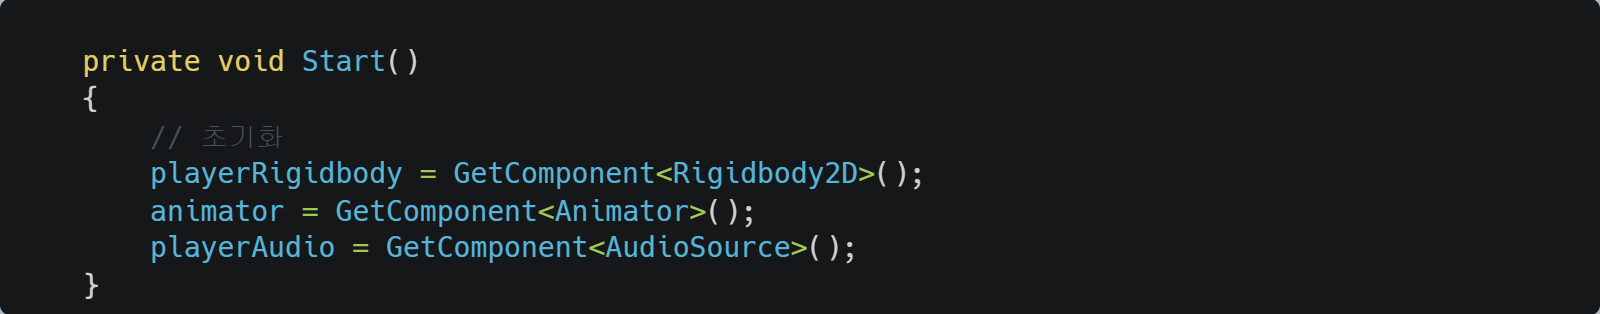 private void Start()
{
    // 초기화
    playerRigidbody = GetComponent<Rigidbody2D>();
    animator = GetComponent<Animator>();
    playerAudio = GetComponent<AudioSource>();
}